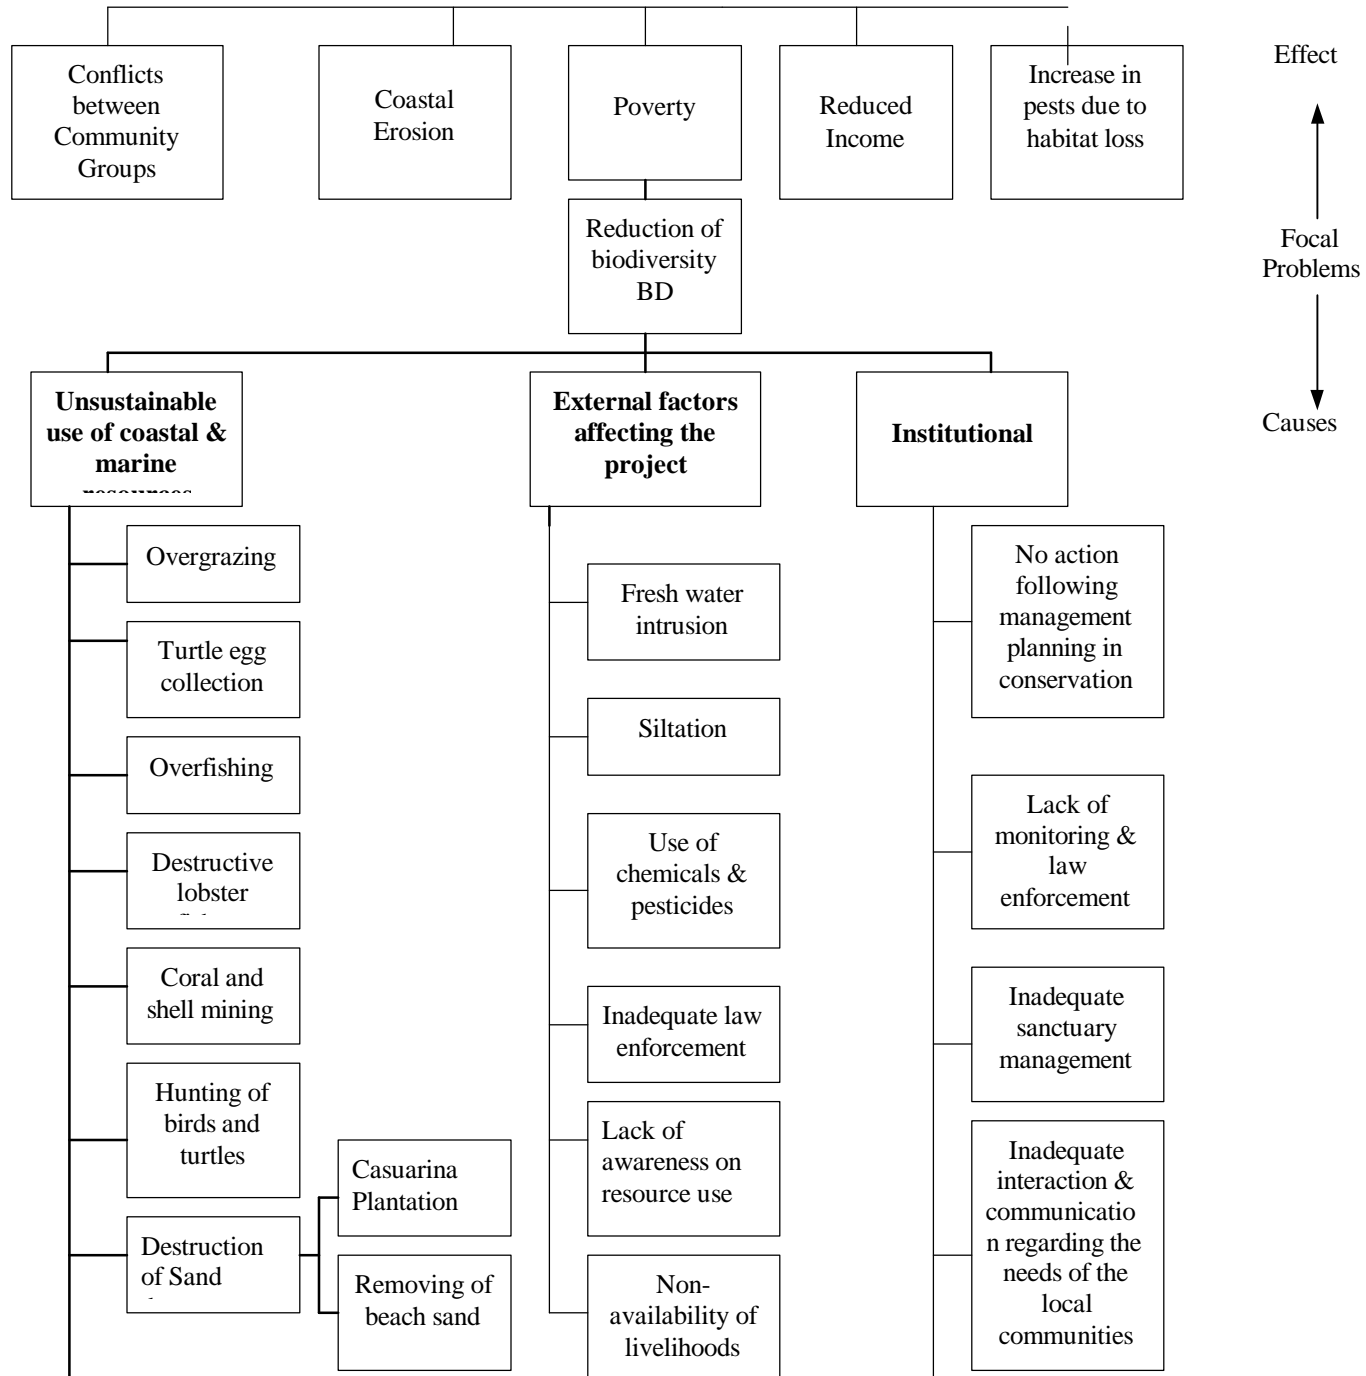 Conflicts
between
Community
Groups
Coastal
Erosion
Poverty
Reduced
Income
Increase in
pests due to
habitat loss
Effect
Reduction of
biodiversity
BD
Focal
Problems
Causes
Unsustainable
use of coastal &
marine
External factors
affecting the
project
Institutional
Overgrazing
Turtle egg
collection
Overfishing
Destructive
lobster
Coral and
shell mining
Hunting of
birds and
turtles
Destruction
of Sand
Casuarina
Plantation
Removing of
beach sand
Fresh water
intrusion
Siltation
Use of
chemicals &
pesticides
Inadequate law
enforcement
Lack of
awareness on
resource use
Non-
availability of
livelihoods
No action
following
management
planning in
conservation
Lack of
monitoring &
law
enforcement
Inadequate
sanctuary
management
Inadequate
interaction &
communicatio
n regarding the
needs of the
local
communities